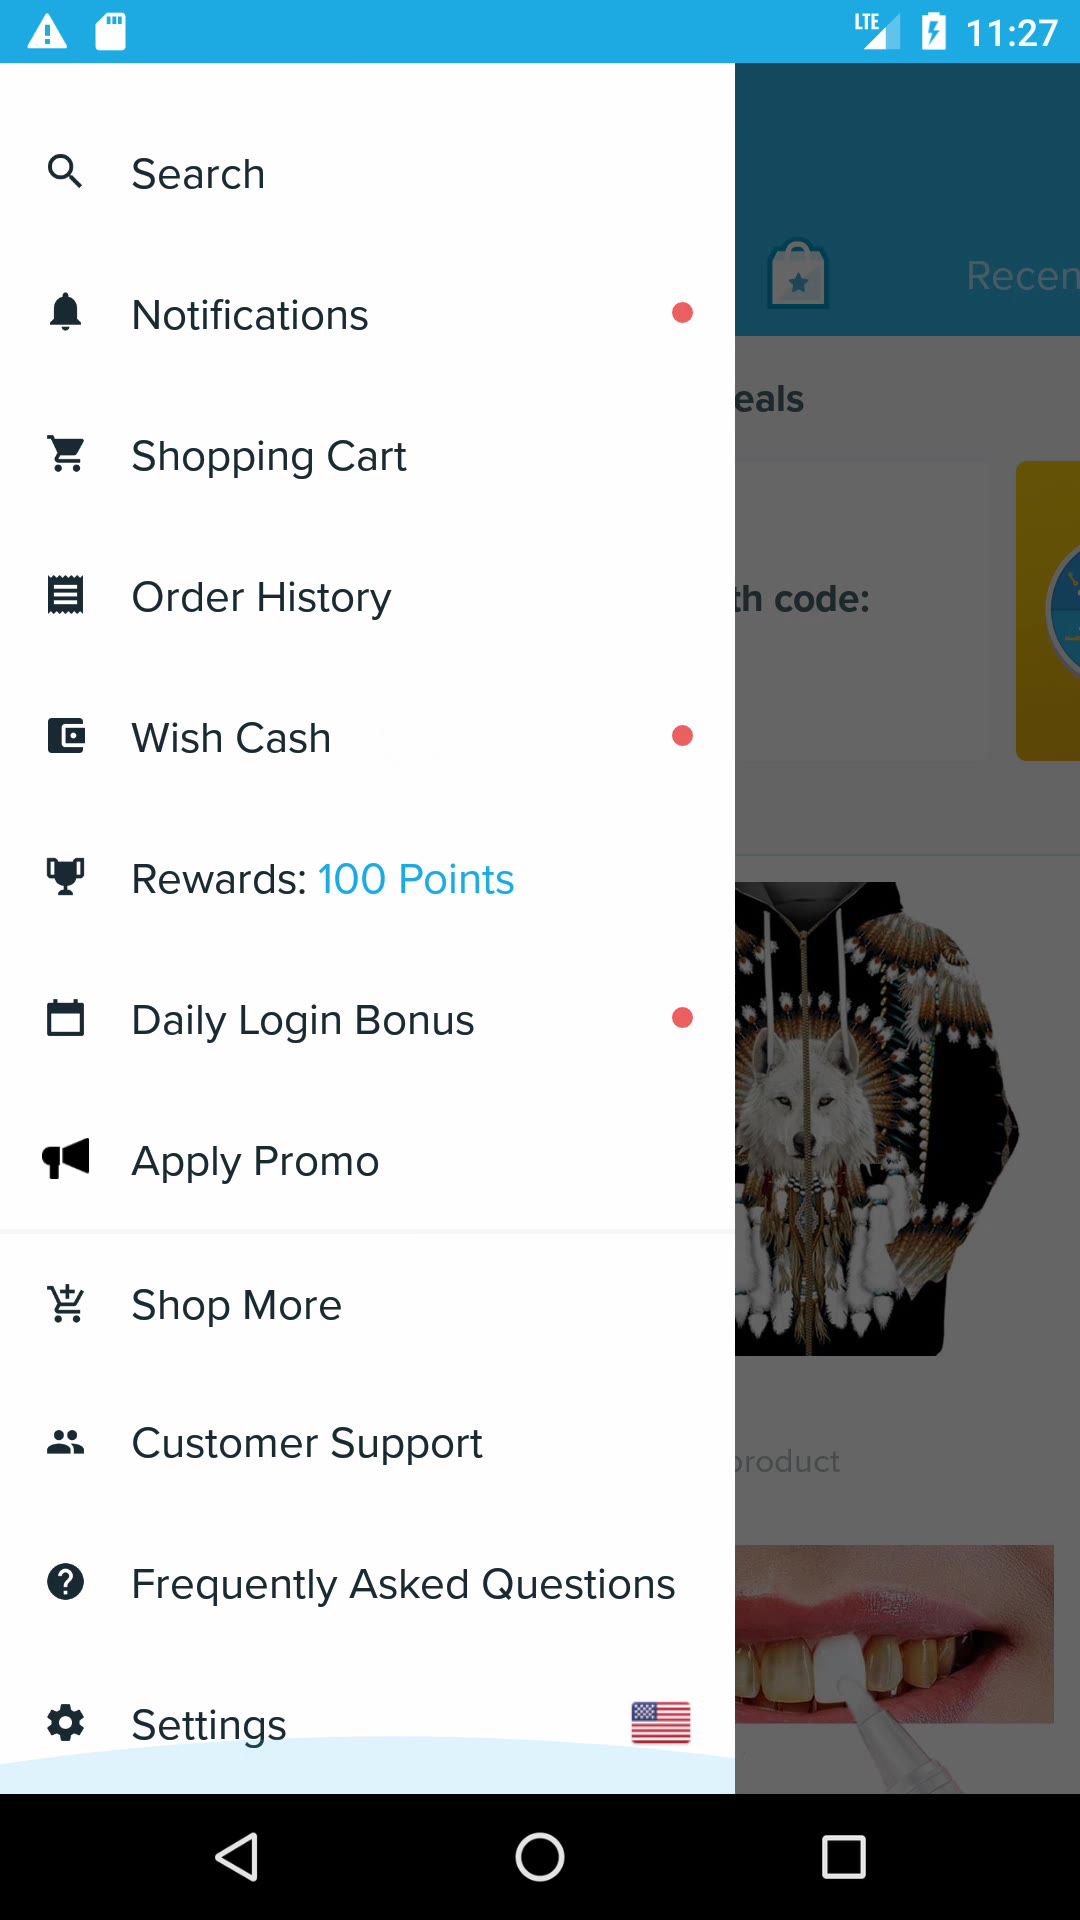 LTE 11:27
Search
Recen
Notifications
eals
Shopping Cart
Order History
th code:
Wish Cash
Rewards: 100 Points
Daily Login Bonus
Apply Promo
Shop More
Customer Support
product
Frequently Asked Questions
Settings